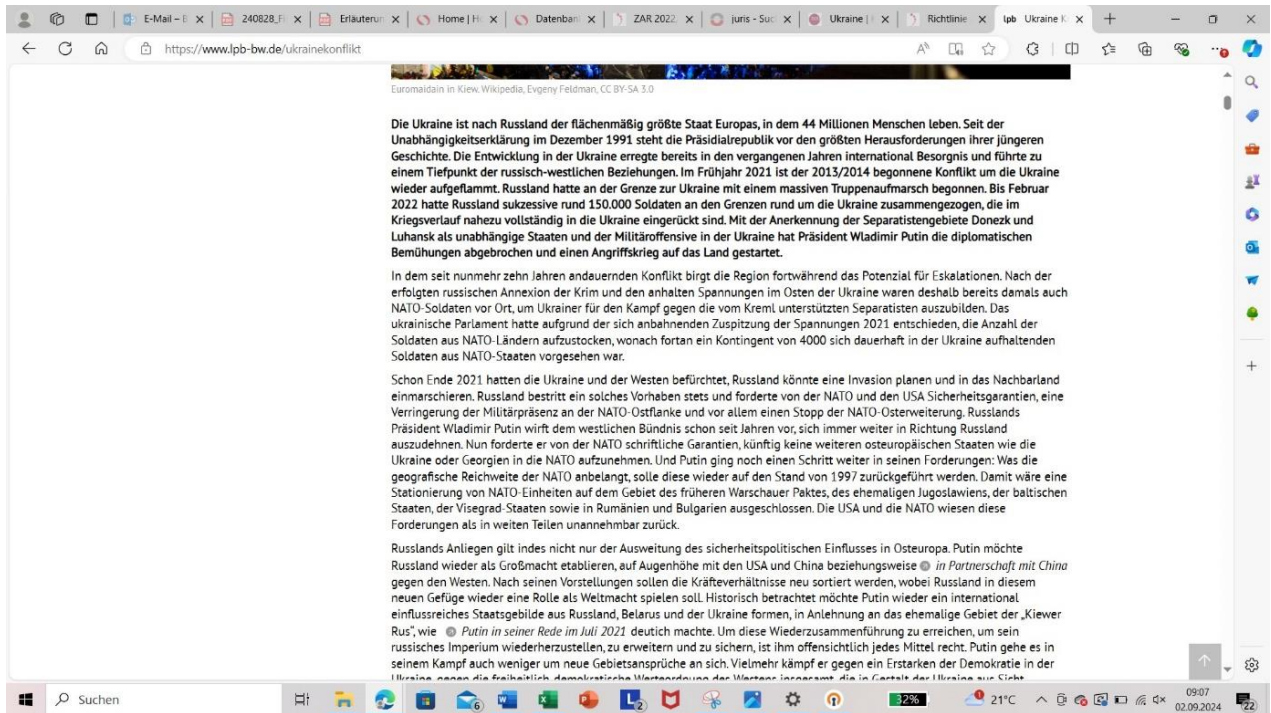 E-Mail – E
240828_F
Erläuterun
Home | H
Datenban
ZAR 2022
juris - Suc
Ukraine |
Richtlinie
lpb Ukraine K
https://www.lpb-bw.de/ukrainekonflikt
Euromaidain in Kiew. Wikipedia, Evgeny Feldman, CC BY-SA 3.0
Die Ukraine ist nach Russland der flächenmäßig größte Staat Europas, in dem 44 Millionen Menschen leben. Seit der
Unabhängigkeitserklärung im Dezember 1991 steht die Präsidialrepublik vor den größten Herausforderungen ihrer jüngeren
Geschichte. Die Entwicklung in der Ukraine erregte bereits in den vergangenen Jahren international Besorgnis und führte zu
einem Tiefpunkt der russisch-westlichen Beziehungen. Im Frühjahr 2021 ist der 2013/2014 begonnene Konflikt um die Ukraine
wieder aufgeflammt. Russland hatte an der Grenze zur Ukraine mit einem massiven Truppenaufmarsch begonnen. Bis Februar
2022 hatte Russland sukzessive rund 150.000 Soldaten an den Grenzen rund um die Ukraine zusammengezogen, die im
Kriegsverlauf nahezu vollständig in die Ukraine eingerückt sind. Mit der Anerkennung der Separatistengebiete Donezk und
Luhansk als unabhängige Staaten und der Militäroffensive in der Ukraine hat Präsident Wladimir Putin die diplomatischen
Bemühungen abgebrochen und einen Angriffskrieg auf das Land gestartet.
In dem seit nunmehr zehn Jahren andauernden Konflikt birgt die Region fortwährend das Potenzial für Eskalationen. Nach der
erfolgten russischen Annexion der Krim und den anhalten Spannungen im Osten der Ukraine waren deshalb bereits damals auch
NATO-Soldaten vor Ort, um Ukrainer für den Kampf gegen die vom Kreml unterstützten Separatisten auszubilden. Das
ukrainische Parlament hatte aufgrund der sich anbahnenden Zuspitzung der Spannungen 2021 entschieden, die Anzahl der
Soldaten aus NATO-Ländern aufzustocken, wonach fortan ein Kontingent von 4000 sich dauerhaft in der Ukraine aufhaltenden
Soldaten aus NATO-Staaten vorgesehen war.
Schon Ende 2021 hatten die Ukraine und der Westen befürchtet, Russland könnte eine Invasion planen und in das Nachbarland
einmarschieren. Russland bestritt ein solches Vorhaben stets und forderte von der NATO und den USA Sicherheitsgarantien, eine
Verringerung der Militärpräsenz an der NATO-Ostflanke und vor allem einen Stopp der NATO-Osterweiterung. Russlands
Präsident Wladimir Putin wirft dem westlichen Bündnis schon seit Jahren vor, sich immer weiter in Richtung Russland
auszudehnen. Nun forderte er von der NATO schriftliche Garantien, künftig keine weiteren osteuropäischen Staaten wie die
Ukraine oder Georgien in die NATO aufzunehmen. Und Putin ging noch einen Schritt weiter in seinen Forderungen: Was die
geografische Reichweite der NATO anbelangt, solle diese wieder auf den Stand von 1997 zurückgeführt werden. Damit wäre eine
Stationierung von NATO-Einheiten auf dem Gebiet des früheren Warschauer Paktes, des ehemaligen Jugoslawiens, der baltischen
Staaten, der Visegrad-Staaten sowie in Rumänien und Bulgarien ausgeschlossen. Die USA und die NATO wiesen diese
Forderungen als in weiten Teilen unannehmbar zurück.
Russlands Anliegen gilt indes nicht nur der Ausweitung des sicherheitspolitischen Einflusses in Osteuropa. Putin möchte
Russland wieder als Großmacht etablieren, auf Augenhöhe mit den USA und China beziehungsweise in Partnerschaft mit China
gegen den Westen. Nach seinen Vorstellungen sollen die Kräfteverhältnisse neu sortiert werden, wobei Russland in diesem
neuen Gefüge wieder eine Rolle als Weltmacht spielen soll. Historisch betrachtet möchte Putin wieder ein international
einflussreiches Staatsgebilde aus Russland, Belarus und der Ukraine formen, in Anlehnung an das ehemalige Gebiet der „Kiewer
Rus“, wie Putin in seiner Rede im Juli 2021 deutich machte. Um diese Wiederzusammenführung zu erreichen, um sein
russisches Imperium wiederherzustellen, zu erweitern und zu sichern, ist ihm offensichtlich jedes Mittel recht. Putin gehe es in
seinem Kampf auch weniger um neue Gebietsansprüche an sich. Vielmehr kämpf er gegen ein Erstarken der Demokratie in der
Ukraine, gegen die freiheitlich-demokratische Werteordnung des Westens insgesamt, die in Gestalt der Ukraine aus Sicht
Suchen
32%
21°C
09:07
02.09.2024
22